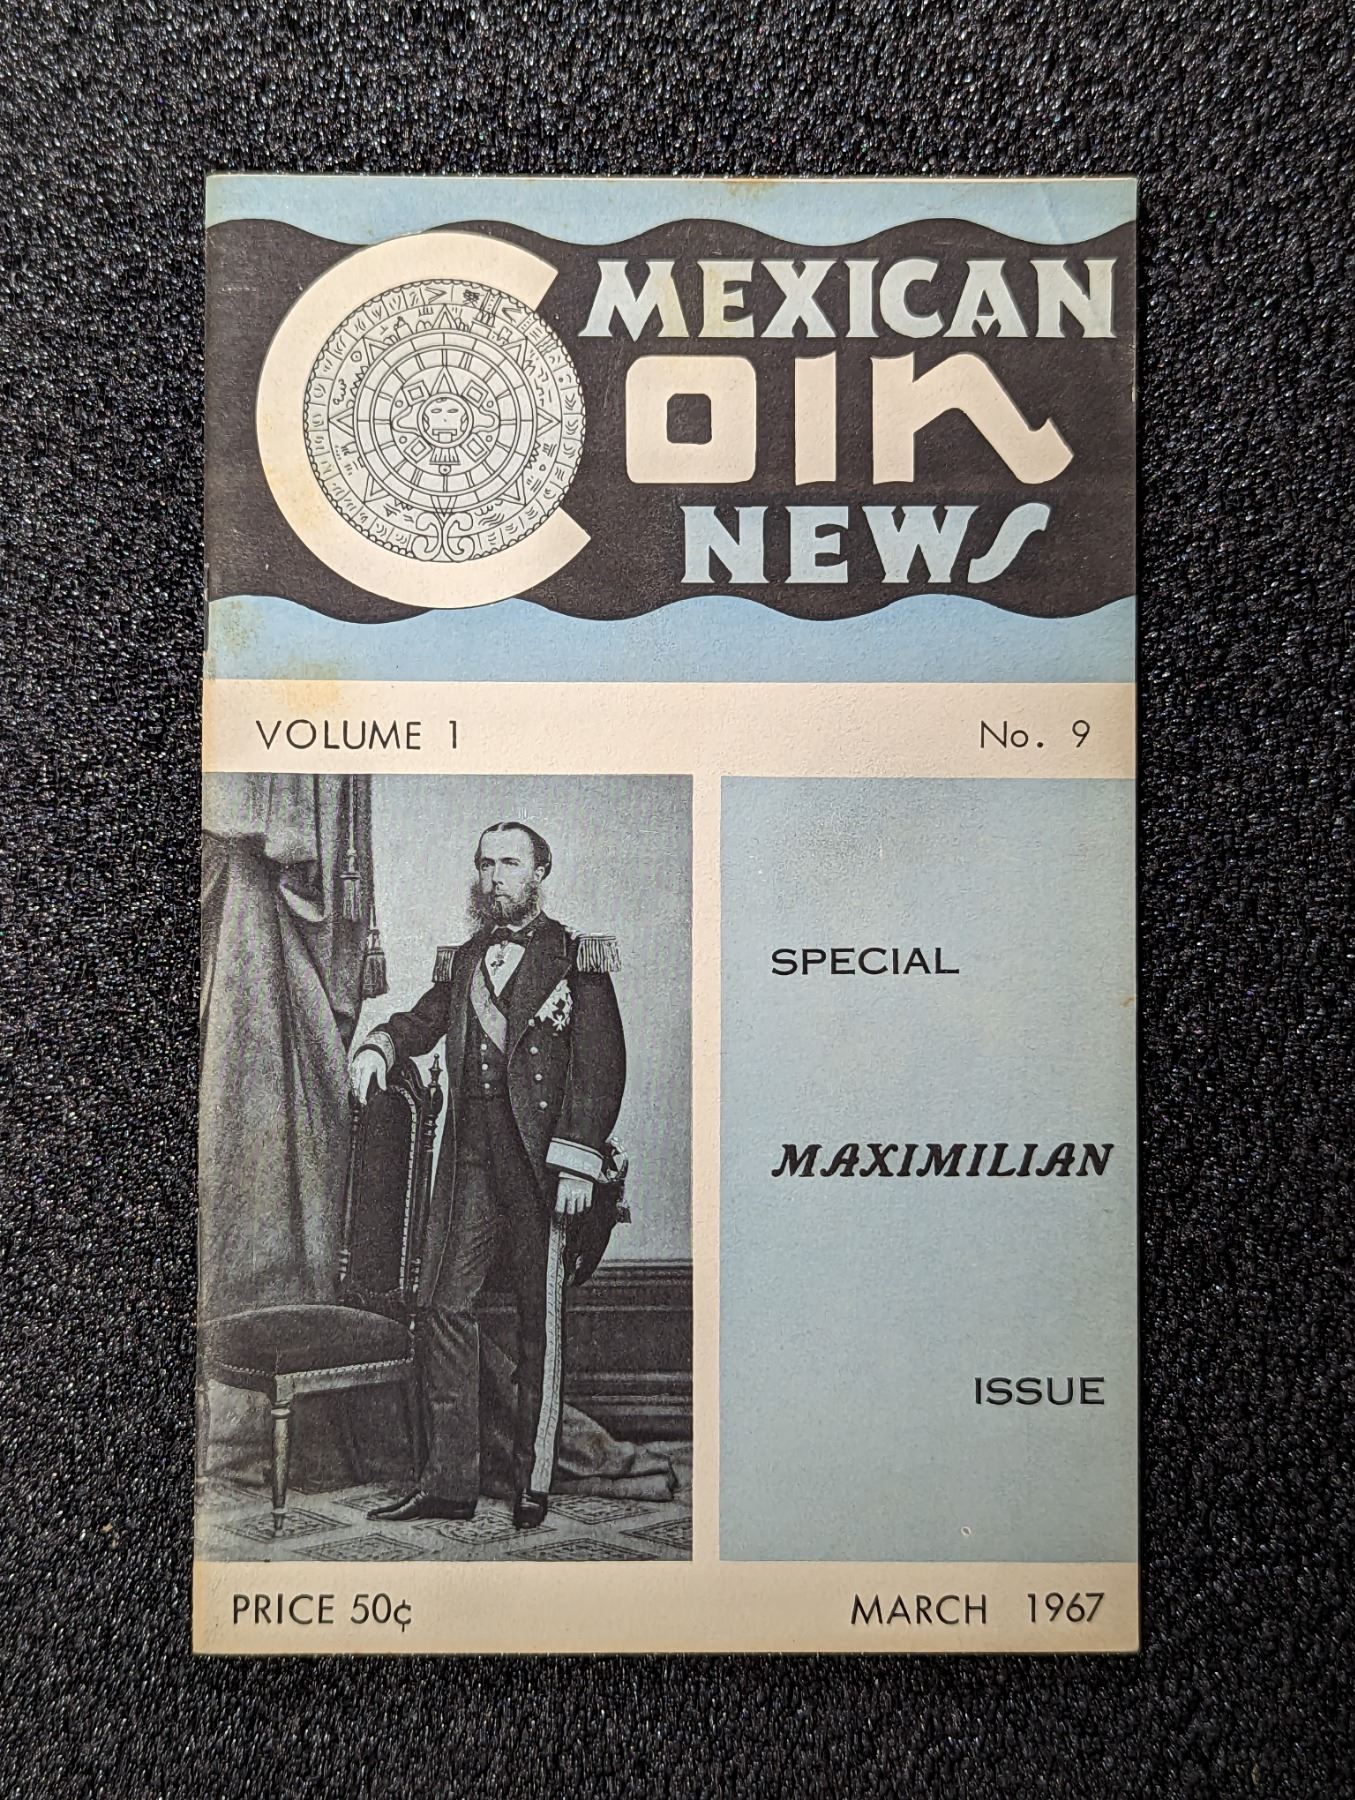 MEXICAN
Coin
NEWS
VOLUME 1 No. 9
SPECIAL
MAXIMILIAN
ISSUE
PRICE 50¢ MARCH 1967